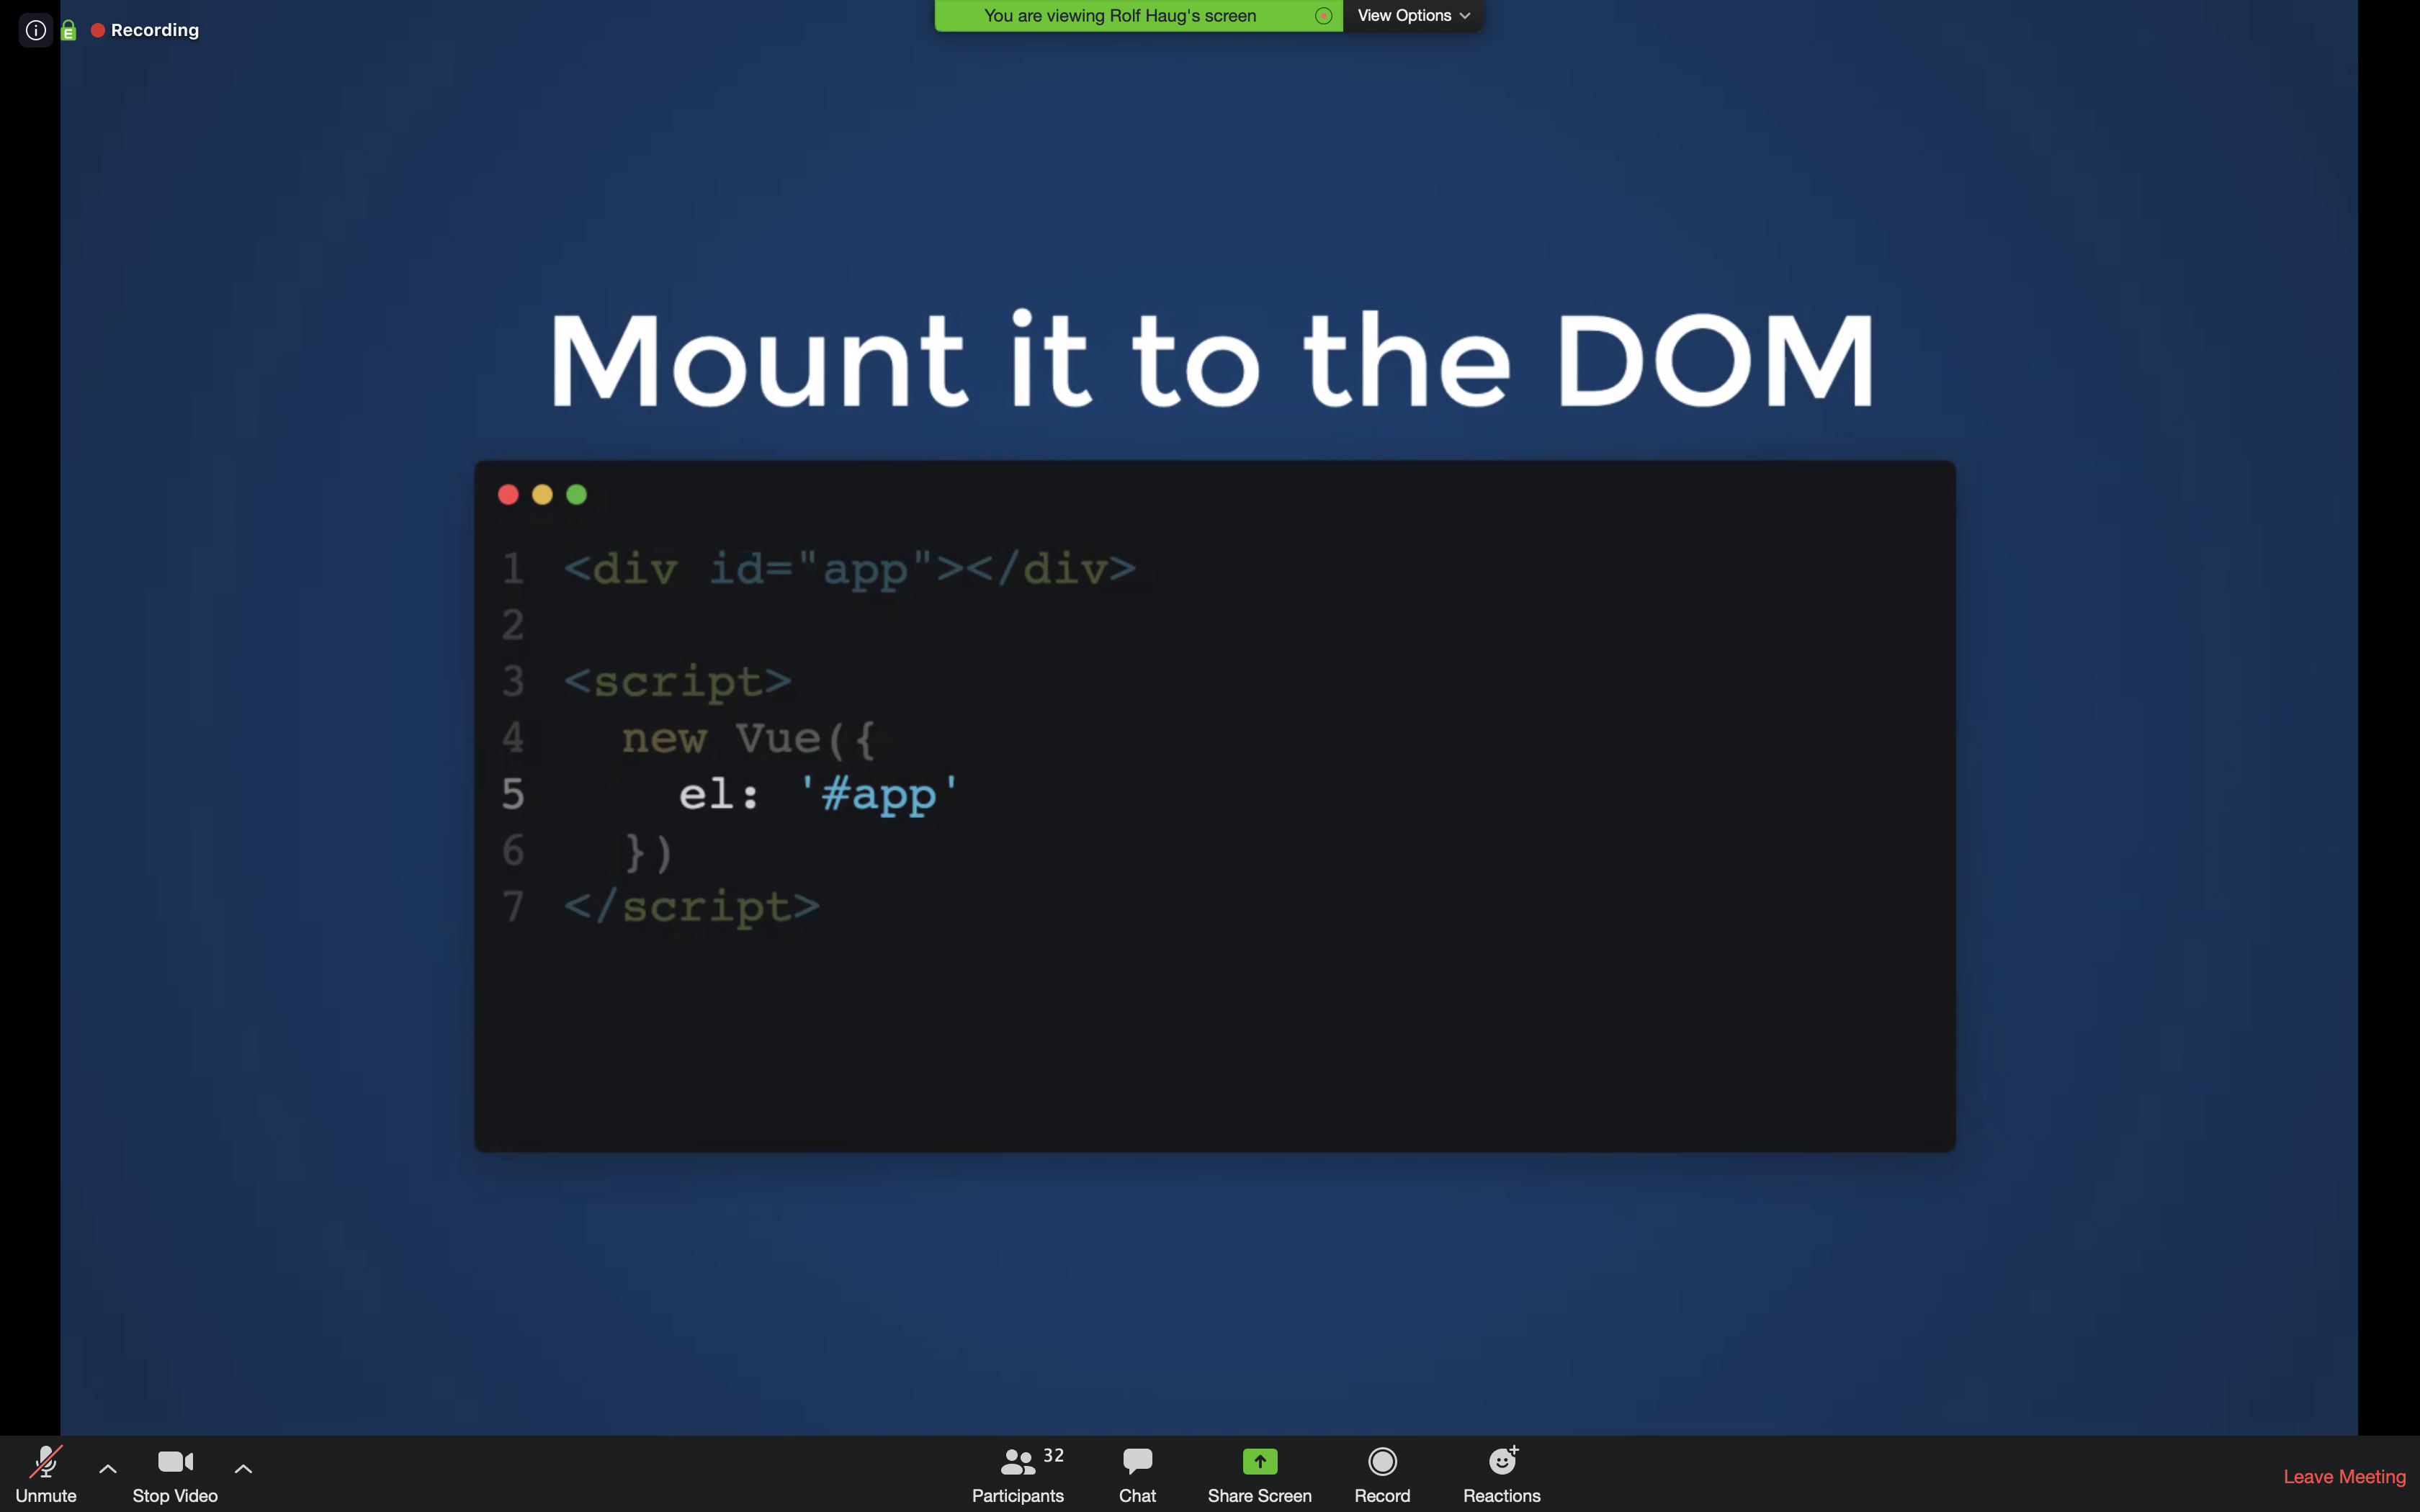 Recording
You are viewing Rolf Haug's screen
View Options
Mount it to the DOM
1 <div id="app"></div>
2
3 <script>
4 new Vue({
5 el: '#app'
6 })
7 </script>
Unmute
Stop Video
32
Participants
Chat
Share Screen
Record
Reactions
Leave Meeting